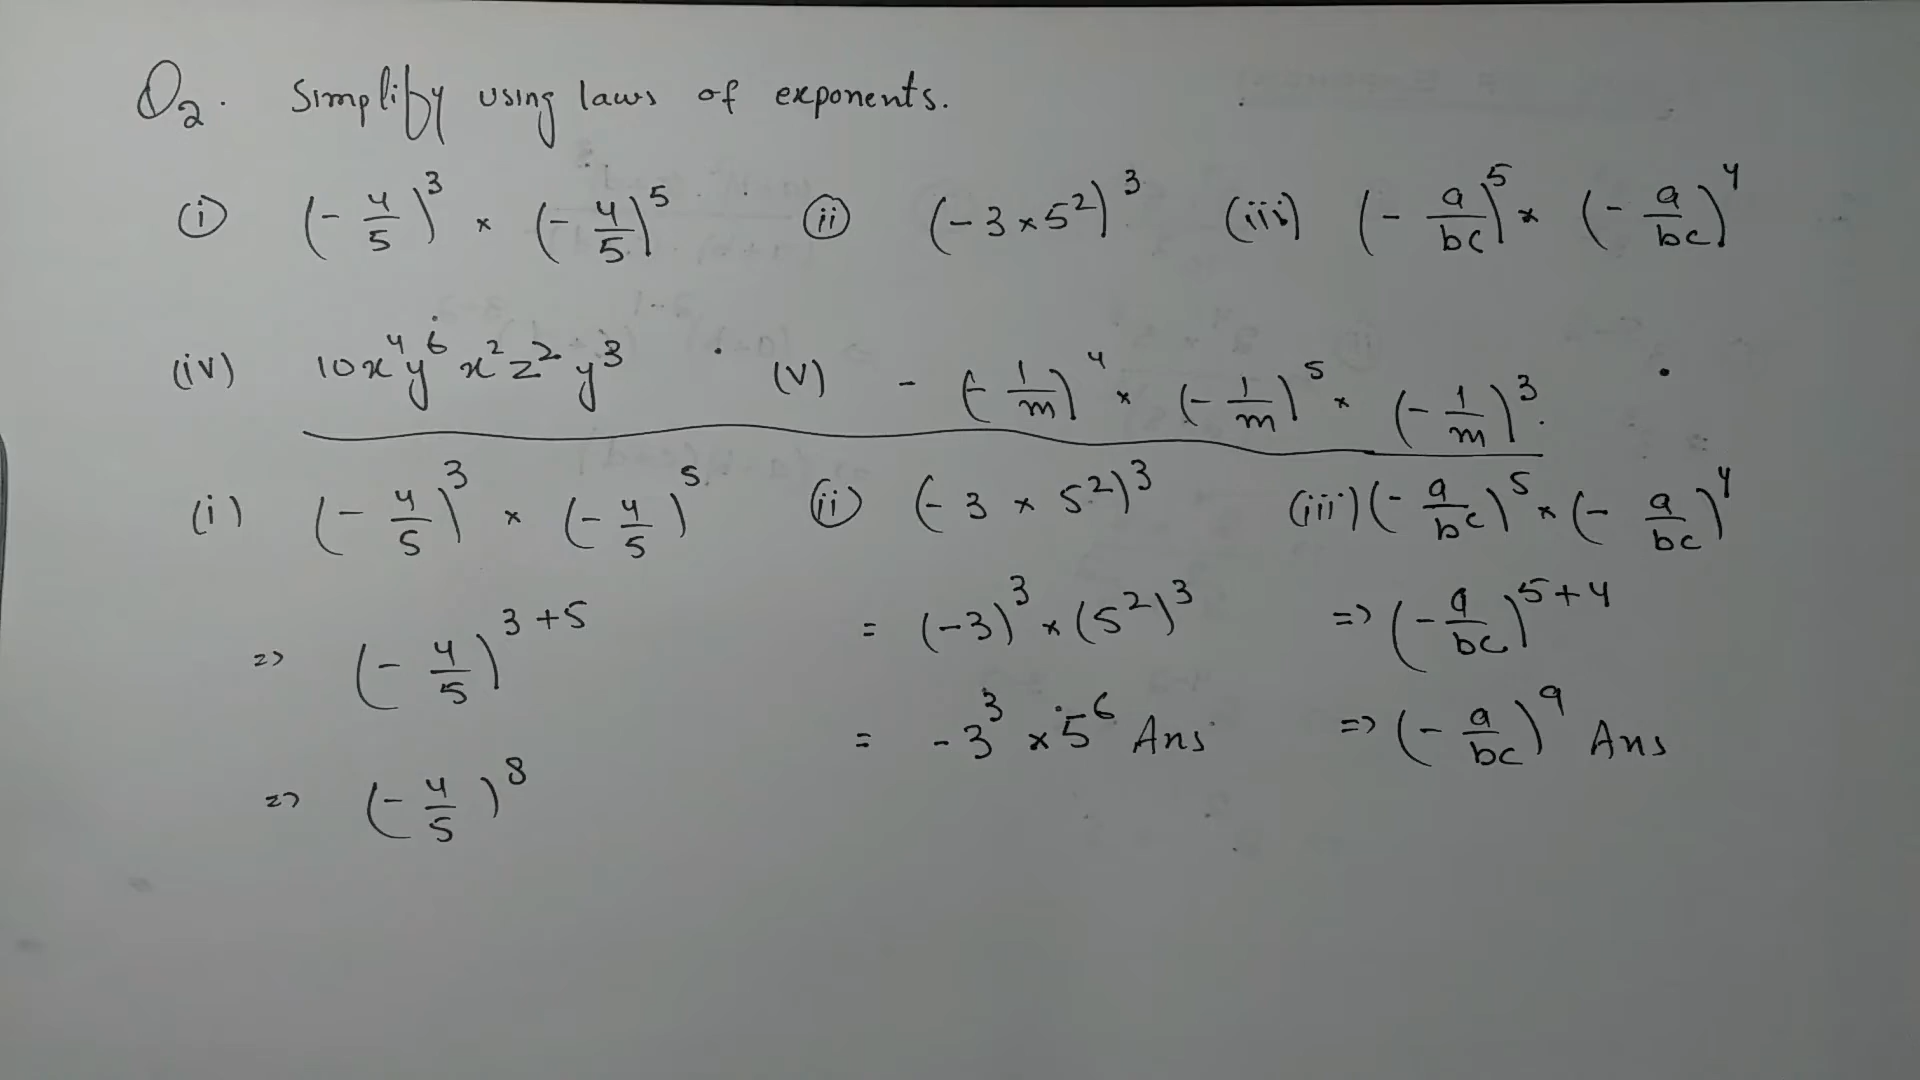 Q2. Simplify using laws of exponents.
(i) (-4/5)^3 × (-4/5)^5 (ii) (-3×5^2)^3 (iii) (-a/bc)^5 × (-a/bc)^4
(iv) 10x^4y^6 x^2z^2 y^3 (v) - (-1/m)^4 × (-1/m)^5 × (-1/m)^3.
(i) (-4/5)^3 × (-4/5)^5 (ii) (-3 × 5^2)^3 (iii) (-a/bc)^5 × (-a/bc)^4
=> (-4/5)^3+5 = (-3)^3 × (5^2)^3 => (-a/bc)^5+4
=> (-4/5)^8 = -3^3 × 5^6 Ans => (-a/bc)^9 Ans